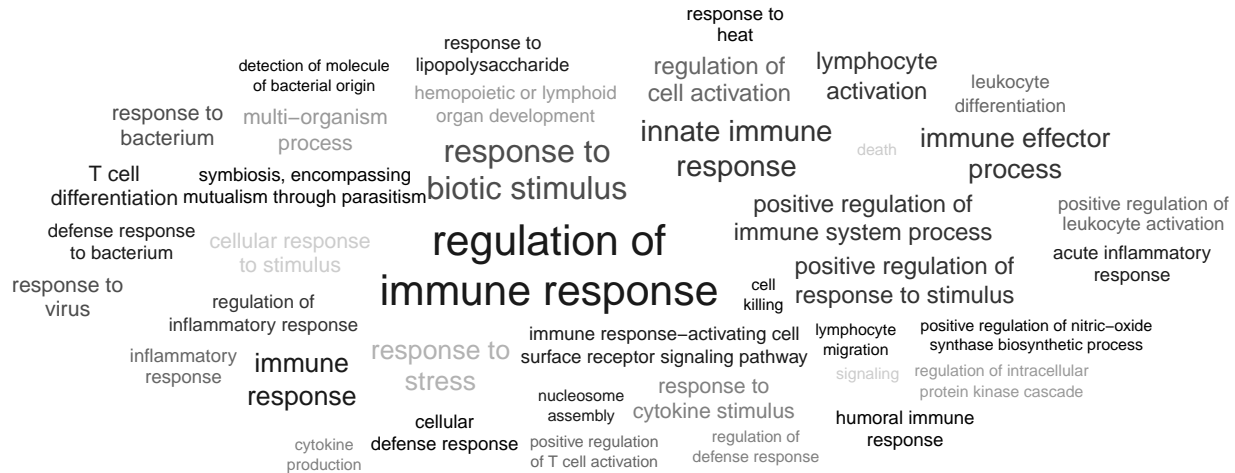 response to
heat
response to
lipopolysaccharide
detection of molecule
of bacterial origin
regulation of
cell activation
lymphocyte
activation
leukocyte
differentiation
response to
bacterium
multi−organism
process
hemopoietic or lymphoid
organ development
innate immune
response
death
immune effector
process
T cell
differentiation
symbiosis, encompassing
mutualism through parasitism
response to
biotic stimulus
positive regulation of
immune system process
positive regulation of
leukocyte activation
defense response
to bacterium
cellular response
to stimulus
regulation of
immune response
acute inflammatory
response
response to
virus
regulation of
inflammatory response
cell
killing
positive regulation of
response to stimulus
inflammatory
response
immune
response
response to
stress
immune response−activating cell
surface receptor signaling pathway
lymphocyte
migration
positive regulation of nitric−oxide
synthase biosynthetic process
signaling
regulation of intracellular
protein kinase cascade
nucleosome
assembly
response to
cytokine stimulus
cellular
defense response
humoral immune
response
cytokine
production
positive regulation
of T cell activation
regulation of
defense response